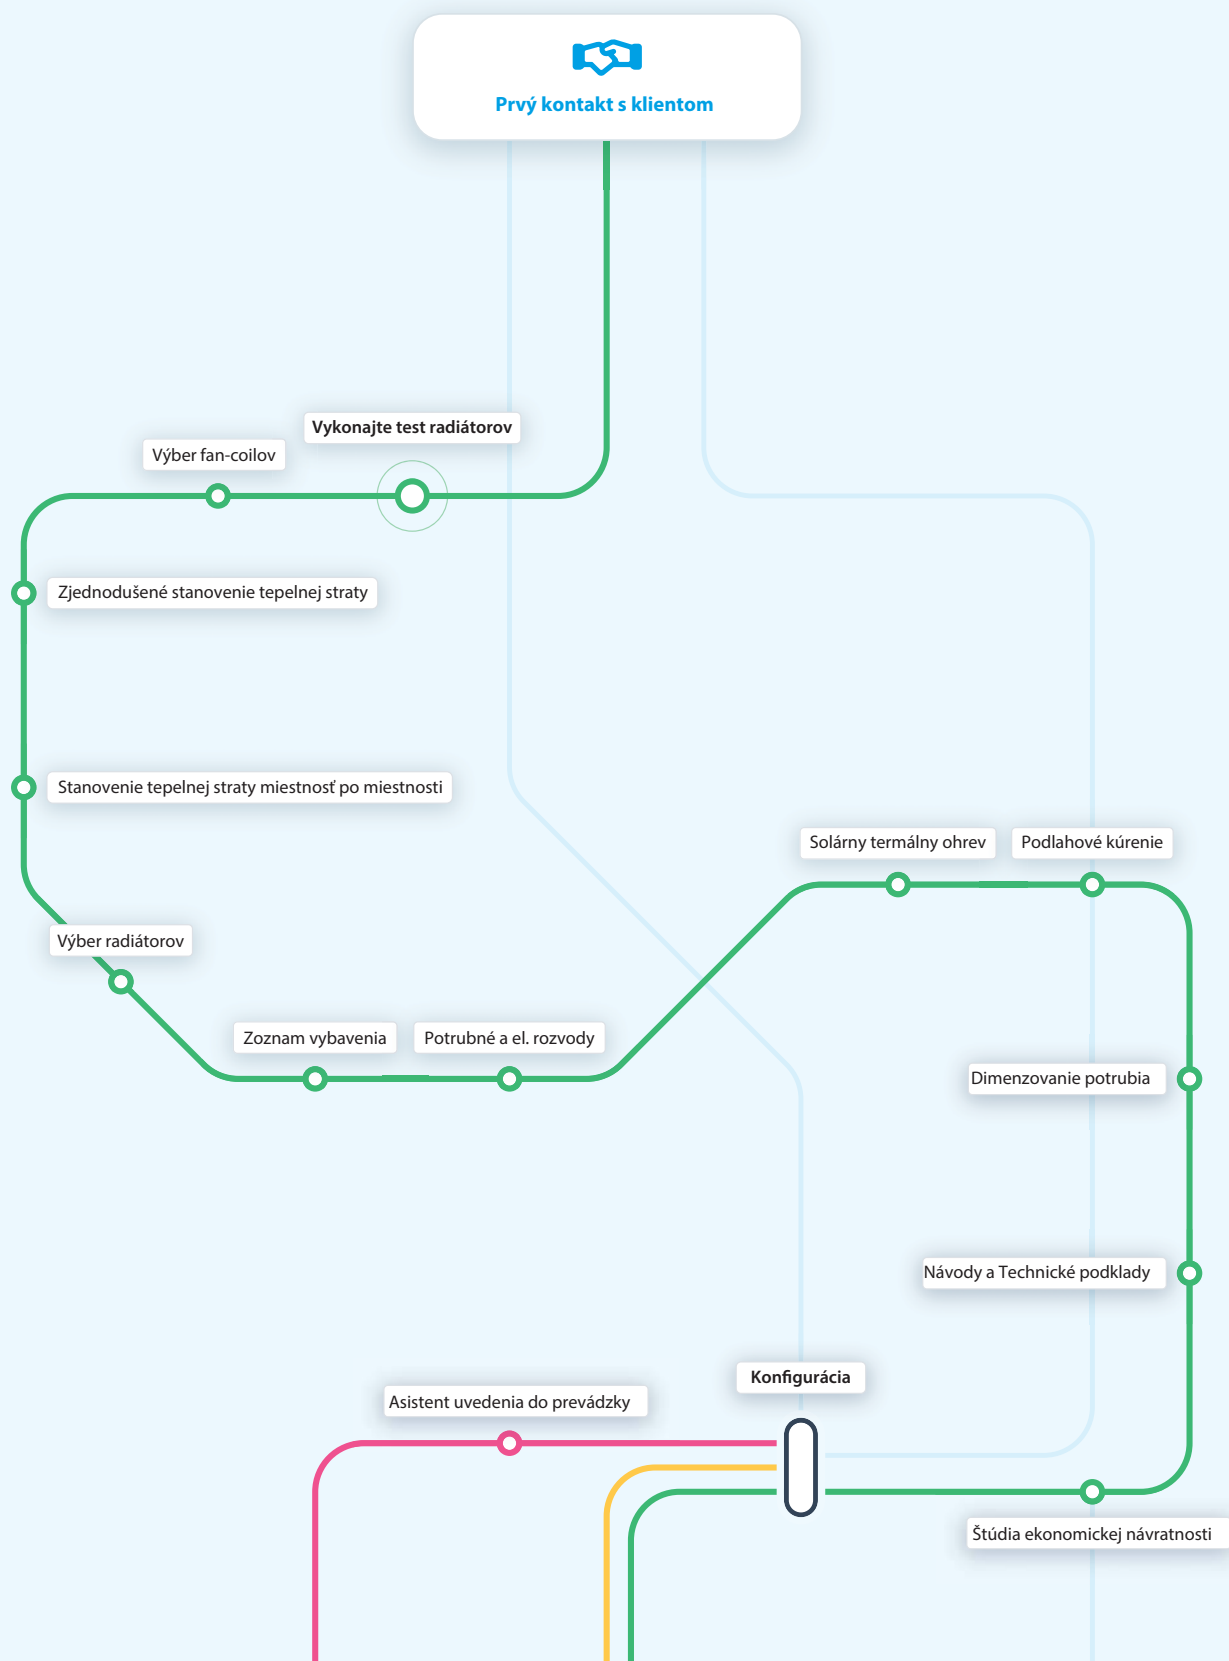 Prvý kontakt s klientom
Vykonajte test radiátorov
Výber fan-coilov
Zjednodušené stanovenie tepelnej straty
Stanovenie tepelnej straty miestnosť po miestnosti
Solárny termálny ohrev
Podlahové kúrenie
Výber radiátorov
Zoznam vybavenia
Potrubné a el. rozvody
Dimenzovanie potrubia
Návody a Technické podklady
Konfigurácia
Asistent uvedenia do prevádzky
Štúdia ekonomickej návratnosti